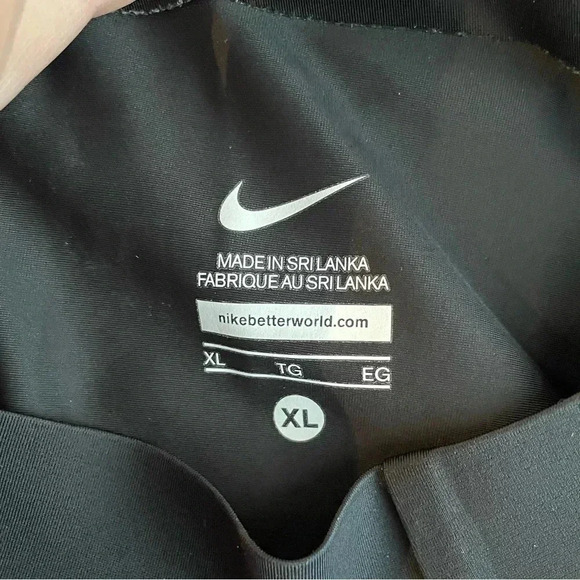 MADE IN SRI LANKA
FABRIQUE AU SRI LANKA
nikebetterworld.com
XL TG EG
XL